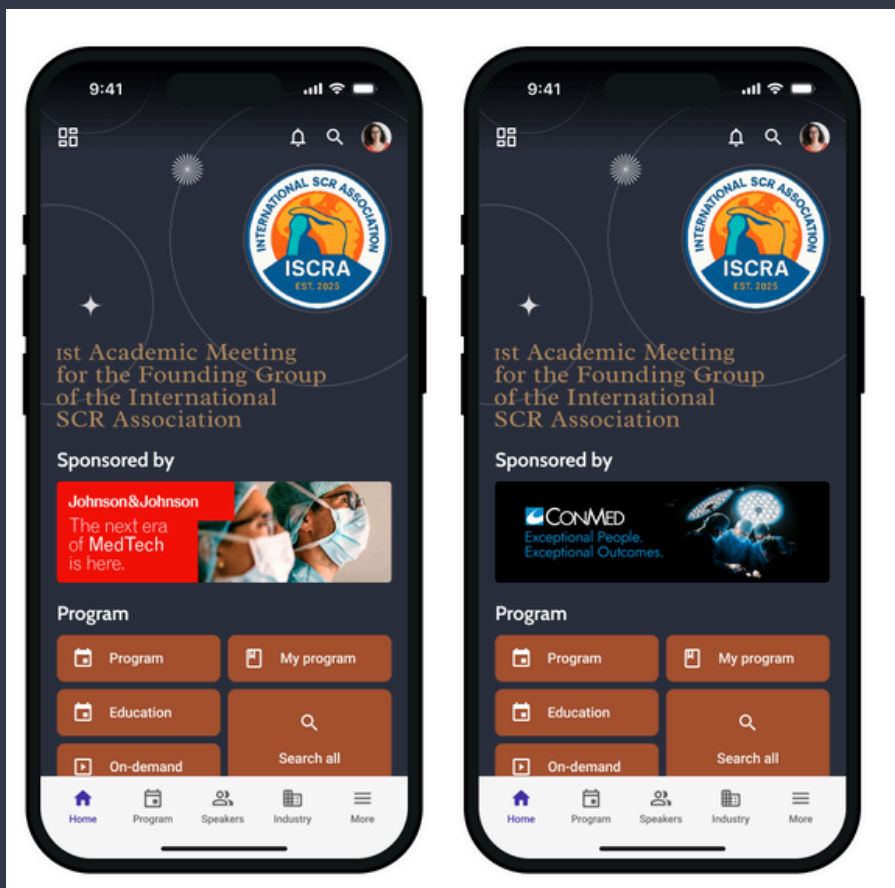 9:41
INTERNATIONAL SCR ASSOCIATION
ISCRA
EST. 2025
1st Academic Meeting
for the Founding Group
of the International
SCR Association
Sponsored by
Johnson&Johnson
The next era
of MedTech
is here.
Program
Program
My program
Education
Search all
On-demand
Home
Program
Speakers
Industry
More
9:41
INTERNATIONAL SCR ASSOCIATION
ISCRA
EST. 2025
1st Academic Meeting
for the Founding Group
of the International
SCR Association
Sponsored by
CONMED
Exceptional People.
Exceptional Outcomes.
Program
Program
My program
Education
Search all
On-demand
Home
Program
Speakers
Industry
More